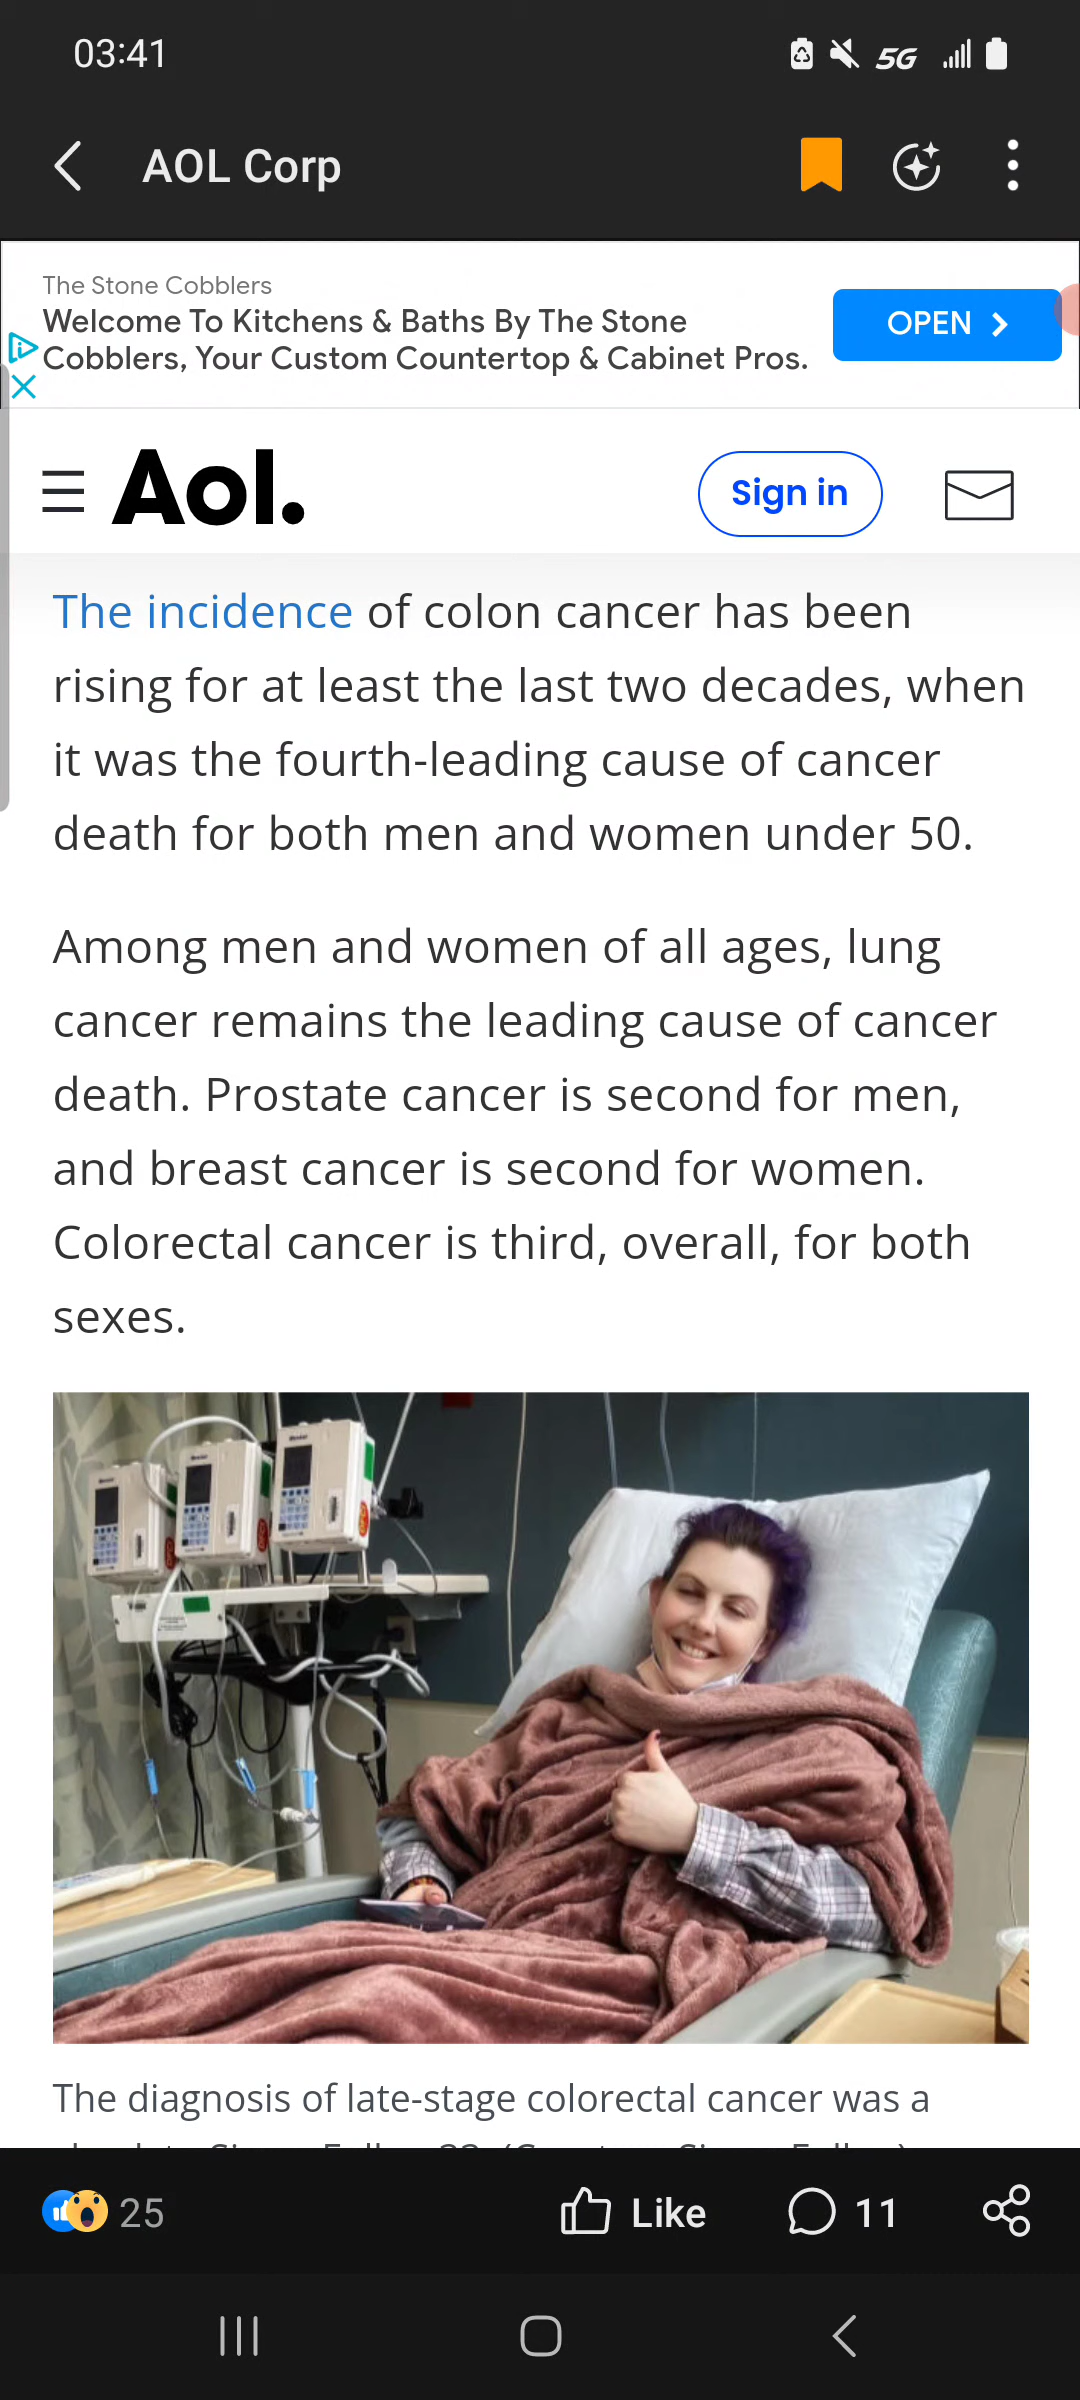 03:41
5G
AOL Corp
The Stone Cobblers
Welcome To Kitchens & Baths By The Stone
Cobblers, Your Custom Countertop & Cabinet Pros.
OPEN
Aol.
Sign in
The incidence of colon cancer has been
rising for at least the last two decades, when
it was the fourth-leading cause of cancer
death for both men and women under 50.
Among men and women of all ages, lung
cancer remains the leading cause of cancer
death. Prostate cancer is second for men,
and breast cancer is second for women.
Colorectal cancer is third, overall, for both
sexes.
The diagnosis of late-stage colorectal cancer was a
25
Like
11